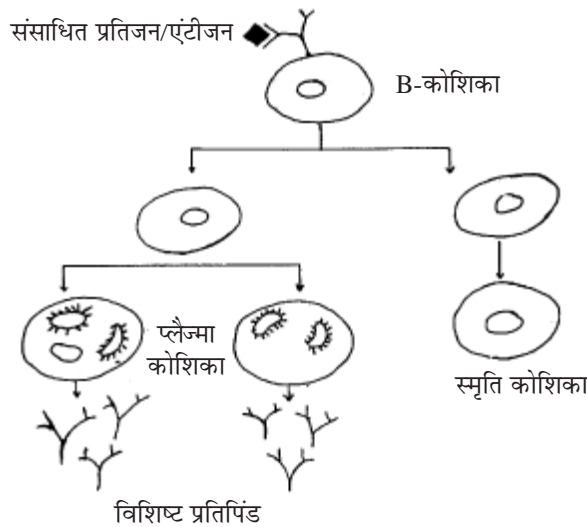 संसाधित प्रतिजन/एंटीजन
B-कोशिका
प्लैज्मा
कोशिका
स्मृति कोशिका
विशिष्ट प्रतिपिंड